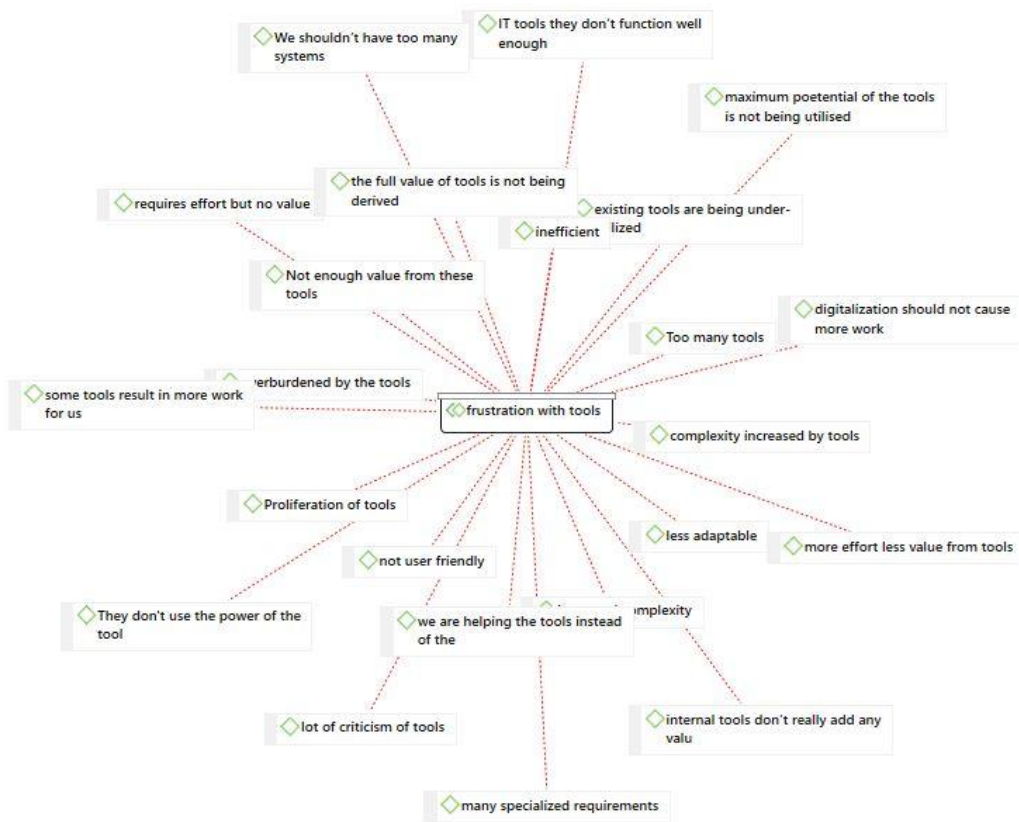 We shouldn't have too many
systems
IT tools they don't function well
enough
maximum poetential of the tools
is not being utilised
the full value of tools is not being
derived
requires effort but no value
existing tools are being under-
lized
inefficient
Not enough value from these
tools
digitalization should not cause
more work
Too many tools
verburdened by the tools
some tools result in more work
for us
frustration with tools
complexity increased by tools
Proliferation of tools
less adaptable
more effort less value from tools
not user friendly
They don't use the power of the
tool
omplexity
we are helping the tools instead
of the
lot of criticism of tools
internal tools don't really add any
valu
many specialized requirements